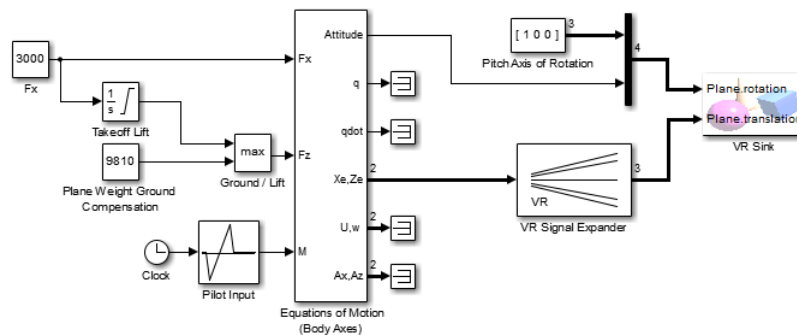 3000
Fx
1
s
Takeoff Lift
9810
Plane Weight Ground
Compensation
max
Ground / Lift
Clock
Pilot Input
Fx
Fz
M
Attitude
q
qdot
Xe,Ze
U,w
Ax,Az
Equations of Motion
(Body Axes)
2
2
2
[ 1 0 0 ]
3
Pitch Axis of Rotation
4
VR
VR Signal Expander
3
Plane.rotation
Plane.translation
VR Sink